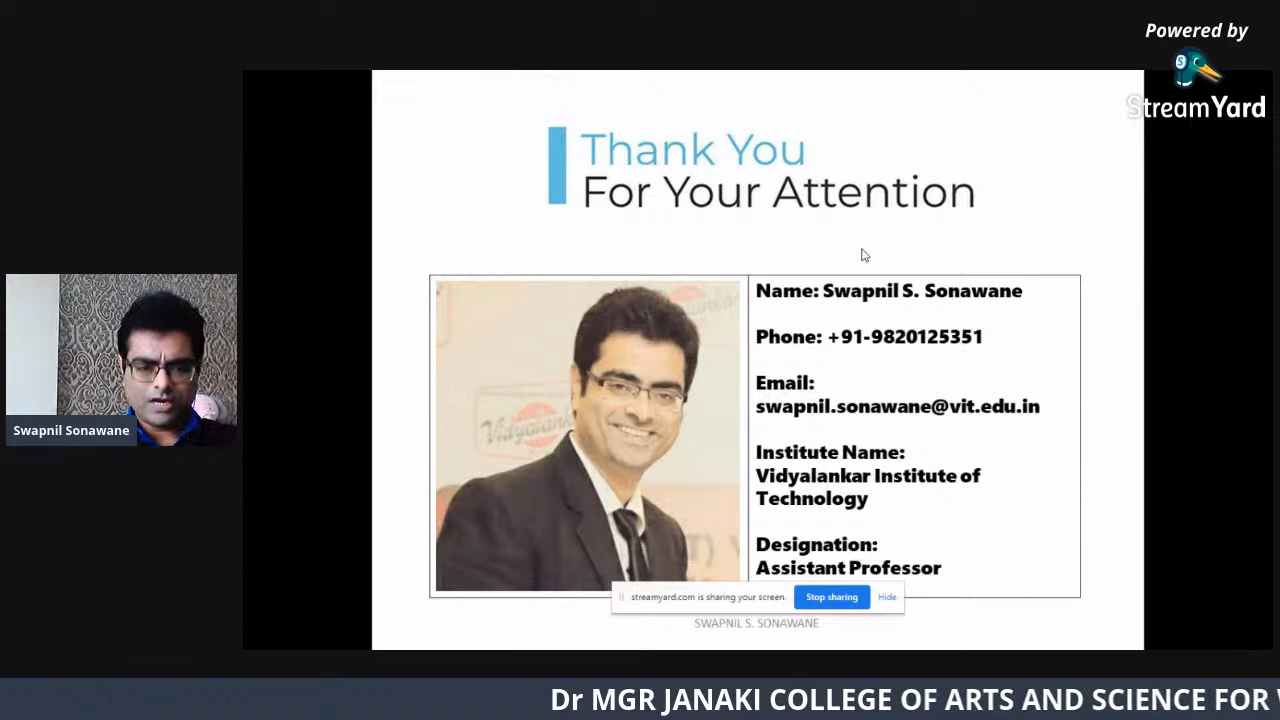 Powered by
StreamYard
Thank You
For Your Attention
Name: Swapnil S. Sonawane
Phone: +91-9820125351
Email:
swapnil.sonawane@vit.edu.in
Institute Name:
Vidyalankar Institute of
Technology
Designation:
Assistant Professor
streamyard.com is sharing your screen.
Stop sharing
Hide
SWAPNIL S. SONAWANE
Swapnil Sonawane
Dr MGR JANAKI COLLEGE OF ARTS AND SCIENCE FOR